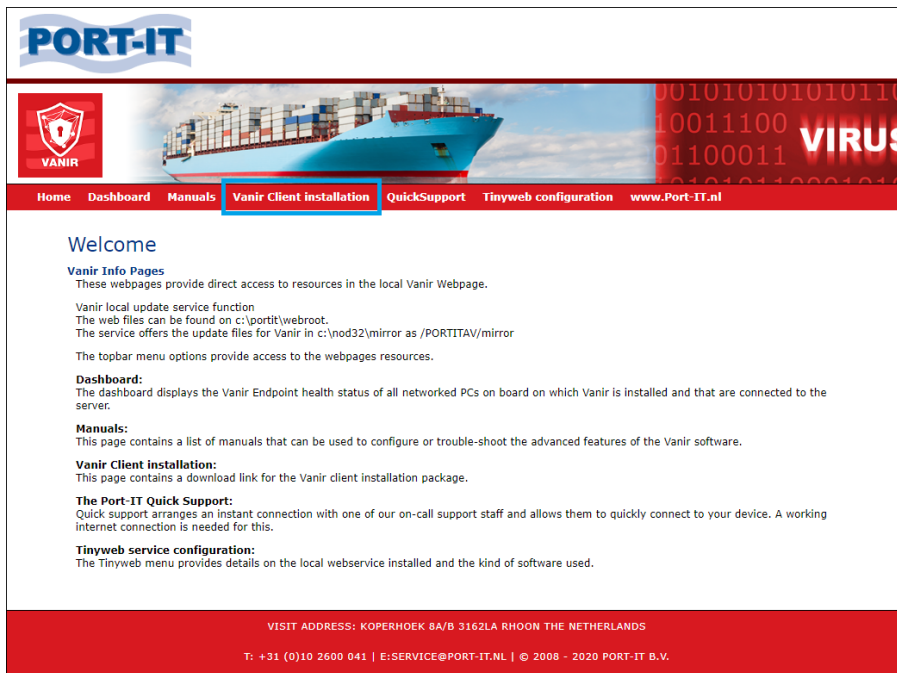 PORT-IT
001010101010110
10011100
01100011
VIRUS
VANIR
Home Dashboard Manuals Vanir Client installation QuickSupport Tinyweb configuration www.Port-IT.nl
Welcome
Vanir Info Pages
These webpages provide direct access to resources in the local Vanir Webpage.
Vanir local update service function
The web files can be found on c:\portit\webroot.
The service offers the update files for Vanir in c:\nod32\mirror as /PORTITAV/mirror
The topbar menu options provide access to the webpages resources.
Dashboard:
The dashboard displays the Vanir Endpoint health status of all networked PCs on board on which Vanir is installed and that are connected to the
server.
Manuals:
This page contains a list of manuals that can be used to configure or trouble-shoot the advanced features of the Vanir software.
Vanir Client installation:
This page contains a download link for the Vanir client installation package.
The Port-IT Quick Support:
Quick support arranges an instant connection with one of our on-call support staff and allows them to quickly connect to your device. A working
internet connection is needed for this.
Tinyweb service configuration:
The Tinyweb menu provides details on the local webservice installed and the kind of software used.
VISIT ADDRESS: KOPERHOEK 8A/B 3162LA RHOON THE NETHERLANDS
T: +31 (0)10 2600 041 | E:SERVICE@PORT-IT.NL | © 2008 - 2020 PORT-IT B.V.